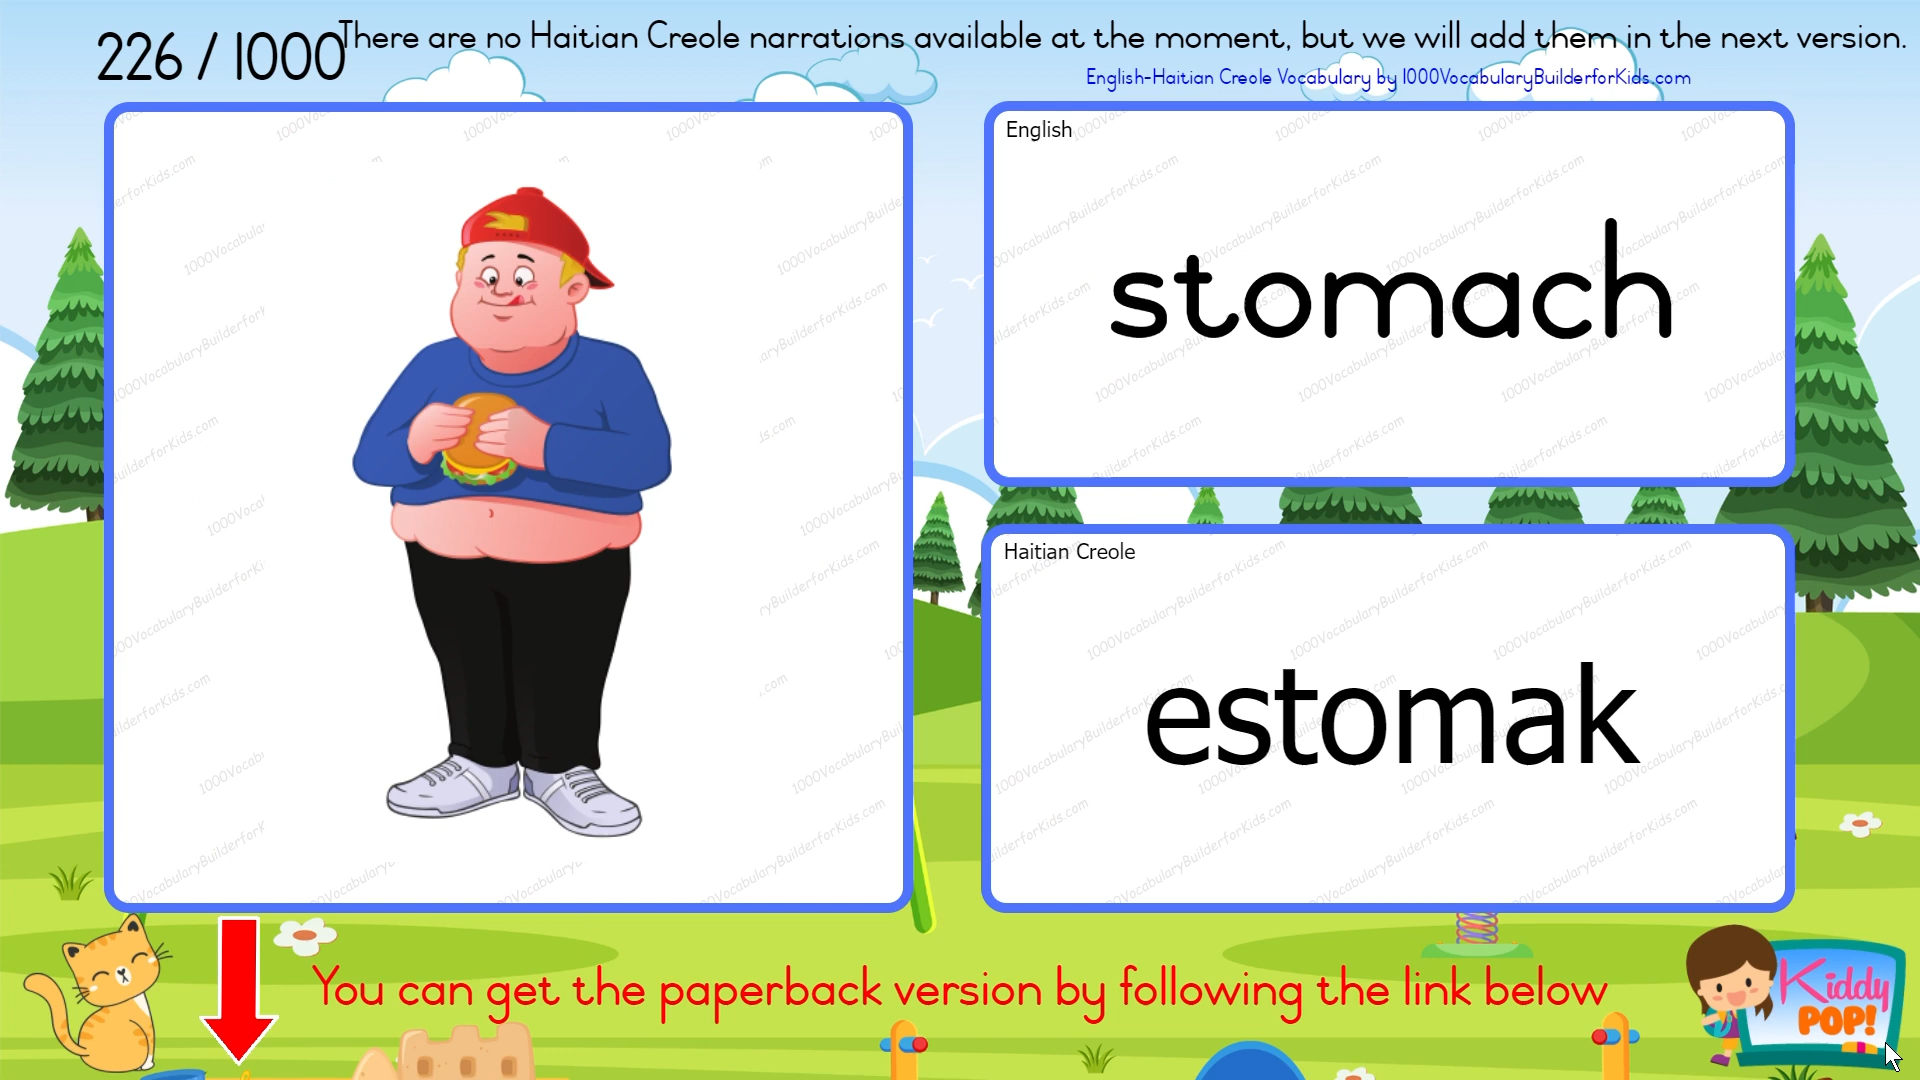 226 / 1000
There are no Haitian Creole narrations available at the moment, but we will add them in the next version.
English-Haitian Creole Vocabulary by 1000VocabularyBuilderforKids.com
English
stomach
Haitian Creole
estomak
You can get the paperback version by following the link below
Kiddy
POP!
1000VocabularyBuilderforKids.com